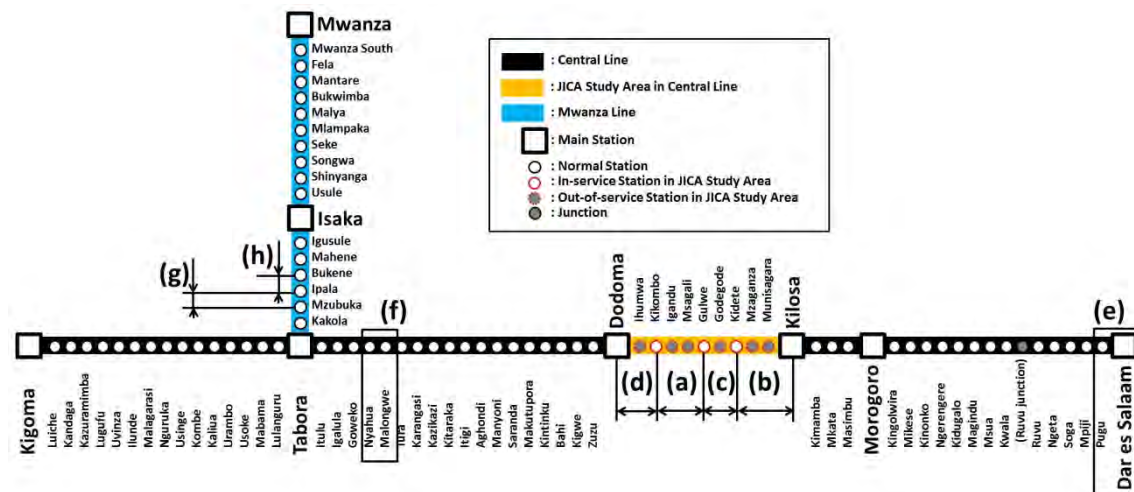 Mwanza
Mwanza South
Fela
Mantare
Bukwimba
Malya
Mlampaka
Seke
Songwa
Shinyanga
Usule
Isaka
Igusule
Mahene
Bukene
Ipala
Mzubuka
Kakola
(h)
(g)
(f)
: Central Line
: JICA Study Area in Central Line
: Mwanza Line
: Main Station
: Normal Station
: In-service Station in JICA Study Area
: Out-of-service Station in JICA Study Area
: Junction
Dodoma
Ihumwa
Kikombo
Igandu
Msagali
Gulwe
Godegode
Kidete
Mzaganza
Munisagara
Kilosa
(e)
(d)
(a)
(c)
(b)
Kigoma
Luiche
Kandaga
Kazuramimba
Lugufu
Uvinza
Ilunde
Malagarasi
Nguruka
Usinge
Kombe
Kaliua
Urambo
Usoke
Mabama
Lulanguru
Tabora
Itulu
Igalula
Goweko
Nyahua
Malongwe
Tura
Karangasi
Kazikazi
Kitaraka
Itigi
Aghondi
Manyoni
Saranda
Makutupora
Kintinku
Bahi
Kigwe
Zuzu
Kimamba
Mkata
Masimbu
Morogoro
Kingolwira
Mikese
Kinonko
Ngerengere
Kidugalo
Magindu
Msua
Kwala
(Ruvu junction)
Ruvu
Ngeta
Soga
Mpiji
Pugu
Dar es Salaam